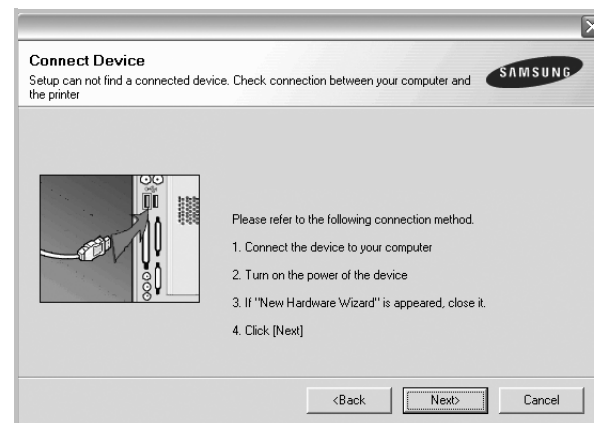 Connect Device
Setup can not find a connected device. Check connection between your computer and
the printer
SAMSUNG
Please refer to the following connection method.
1. Connect the device to your computer
2. Turn on the power of the device
3. If "New Hardware Wizard" is appeared, close it.
4. Click [Next]
<Back
Next>
Cancel